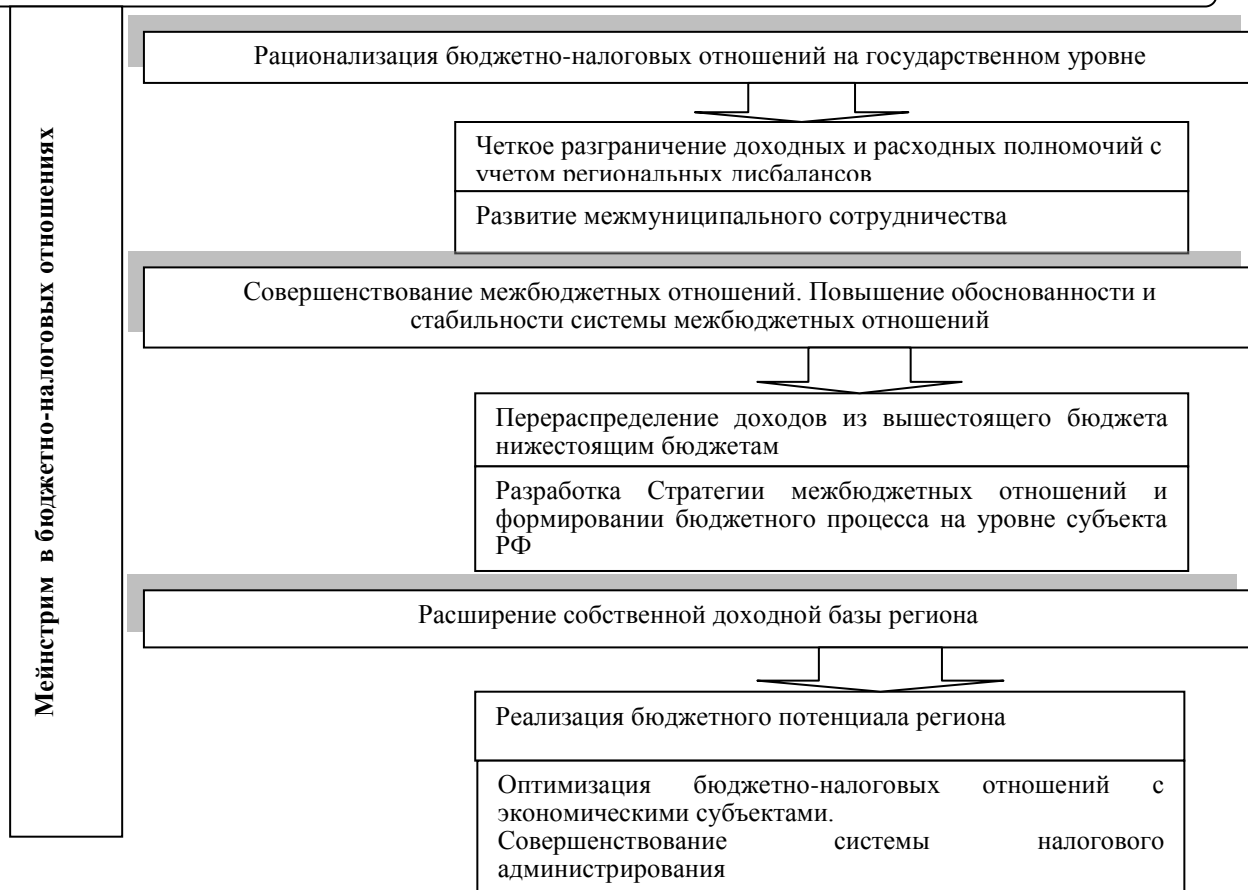 Мейнстрим в бюджетно-налоговых отношениях
Рационализация бюджетно-налоговых отношений на государственном уровне
Четкое разграничение доходных и расходных полномочий с
учетом региональных дисбалансов
Развитие межмуниципального сотрудничества
Совершенствование межбюджетных отношений. Повышение обоснованности и
стабильности системы межбюджетных отношений
Перераспределение доходов из вышестоящего бюджета
нижестоящим бюджетам
Разработка Стратегии межбюджетных отношений и
формировании бюджетного процесса на уровне субъекта
РФ
Расширение собственной доходной базы региона
Реализация бюджетного потенциала региона
Оптимизация бюджетно-налоговых отношений с
экономическими субъектами.
Совершенствование системы налогового
администрирования